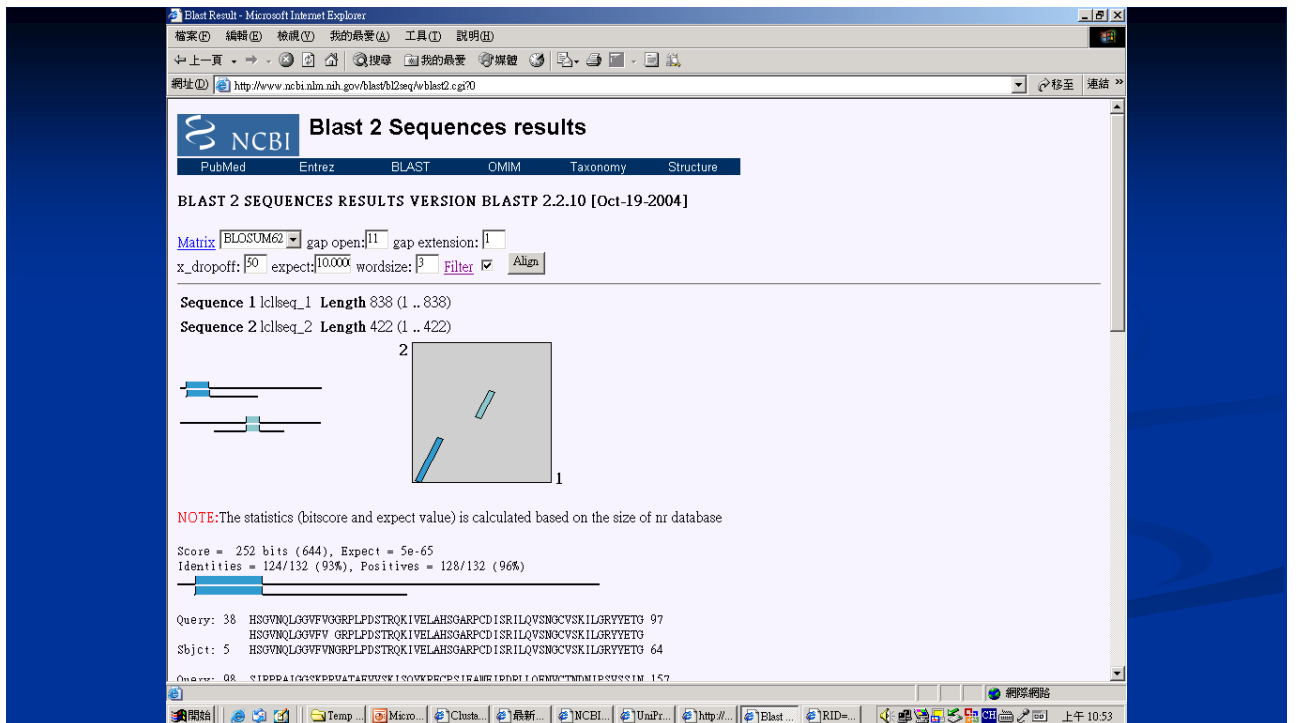 Blast Result - Microsoft Internet Explorer
檔案(F) 編輯(E) 檢視(V) 我的最愛(A) 工具(T) 說明(H)
上一頁 搜尋 我的最愛 媒體
網址(D) http://www.ncbi.nlm.nih.gov/blast/bl2seq/wblast2.cgi?0 移至 連結 »
NCBI Blast 2 Sequences results
PubMed Entrez BLAST OMIM Taxonomy Structure
BLAST 2 SEQUENCES RESULTS VERSION BLASTP 2.2.10 [Oct-19-2004]
Matrix BLOSUM62 gap open: 11 gap extension: 1
x_dropoff: 50 expect: 10.000 wordsize: 3 Filter Align
Sequence 1 lcl|seq_1 Length 838 (1 .. 838)
Sequence 2 lcl|seq_2 Length 422 (1 .. 422)
2
1
NOTE:The statistics (bitscore and expect value) is calculated based on the size of nr database
Score = 252 bits (644), Expect = 5e-65
Identities = 124/132 (93%), Positives = 128/132 (96%)
Query: 38 HSGVNQLGGVFVGGRPLPDSTRQKIVELAHSGARPCDISRILQVSNGCVSKILGRYYETG 97
HSGVNQLGGVFV GRPLPDSTRQKIVELAHSGARPCDISRILQVSNGCVSKILGRYYETG
Sbjct: 5 HSGVNQLGGVFVNGRPLPDSTRQKIVELAHSGARPCDISRILQVSNGCVSKILGRYYETG 64
Query: 98 SIRPRAIGGSKPRVATAEVVSKISQYKRECPSIFAWEIRDRLLQENVCTNDNIPSVSSIN 157
網際網路
開始 Temp ... Micro... Clusta... 最新... NCBI... UniPr... http://... Blast ... RID=... CH 上午 10:53